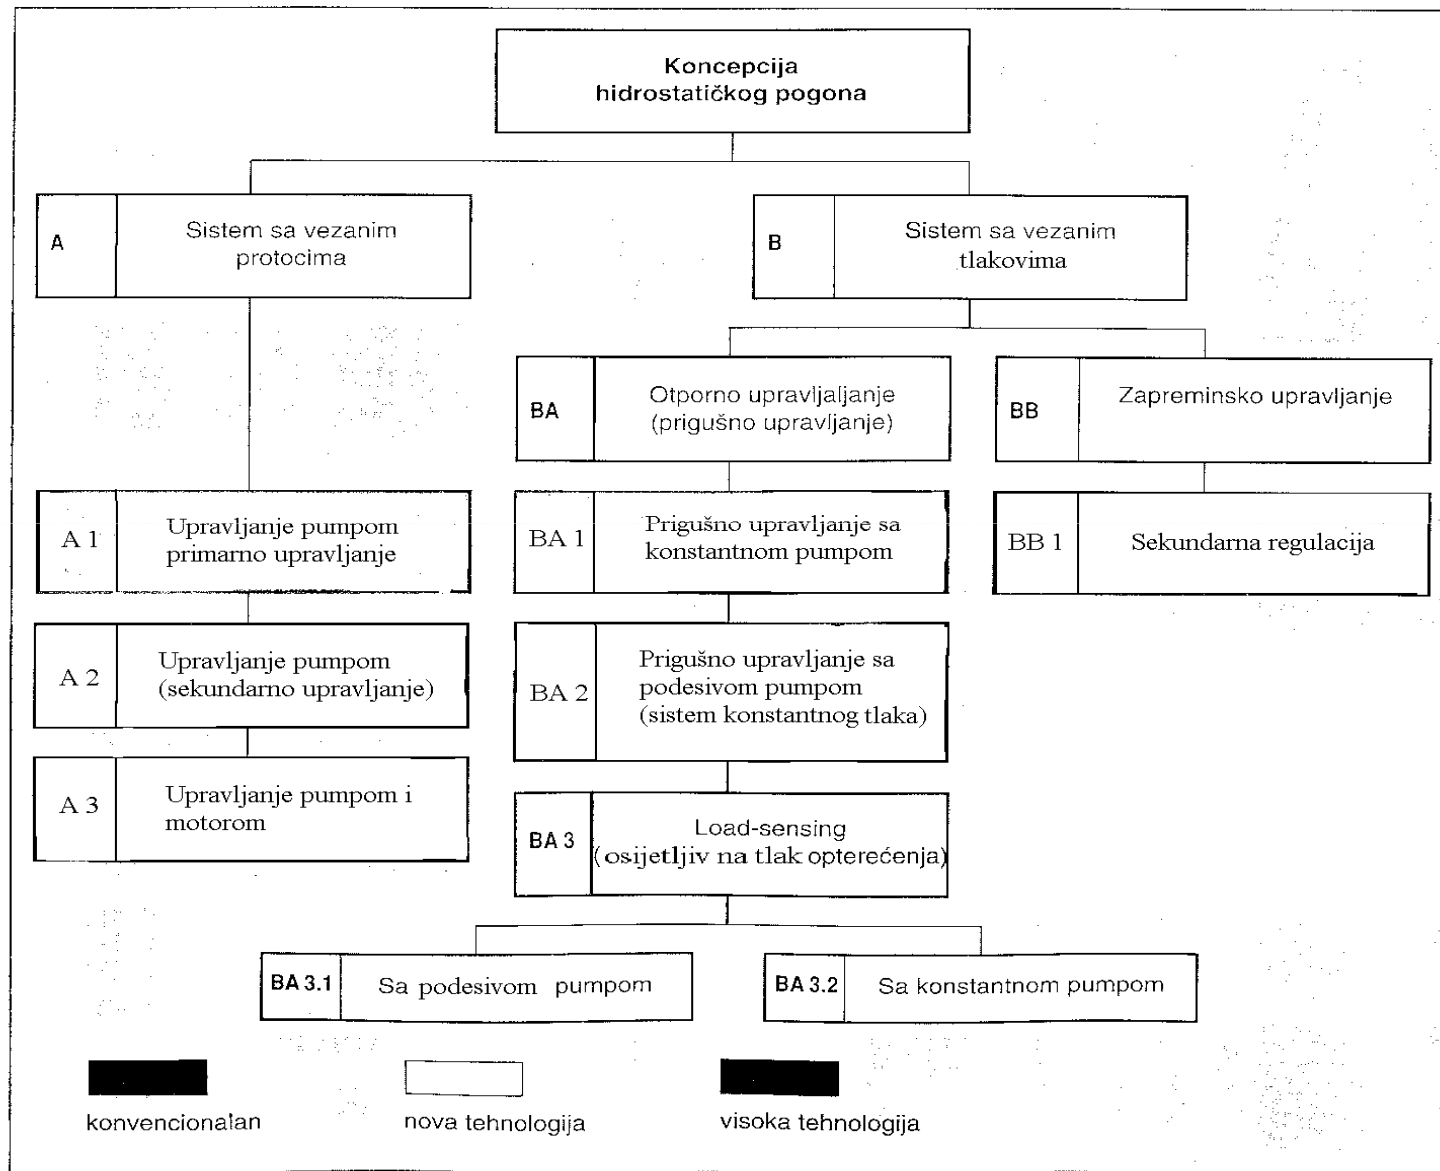 Koncepcija
hidrostatičkog pogona
A
Sistem sa vezanim
protocima
B
Sistem sa vezanim
tlakovima
BA
Otporno upravljaljanje
(prigušno upravljanje)
BB
Zapreminsko upravljanje
A 1
Upravljanje pumpom
primarno upravljanje
BA 1
Prigušno upravljanje sa
konstantnom pumpom
BB 1
Sekundarna regulacija
A 2
Upravljanje pumpom
(sekundarno upravljanje)
BA 2
Prigušno upravljanje sa
podesivom pumpom
(sistem konstantnog tlaka)
A 3
Upravljanje pumpom i
motorom
BA 3
Load-sensing
(osijetljiv na tlak opterećenja)
BA 3.1
Sa podesivom pumpom
BA 3.2
Sa konstantnom pumpom
konvencionalan
nova tehnologija
visoka tehnologija